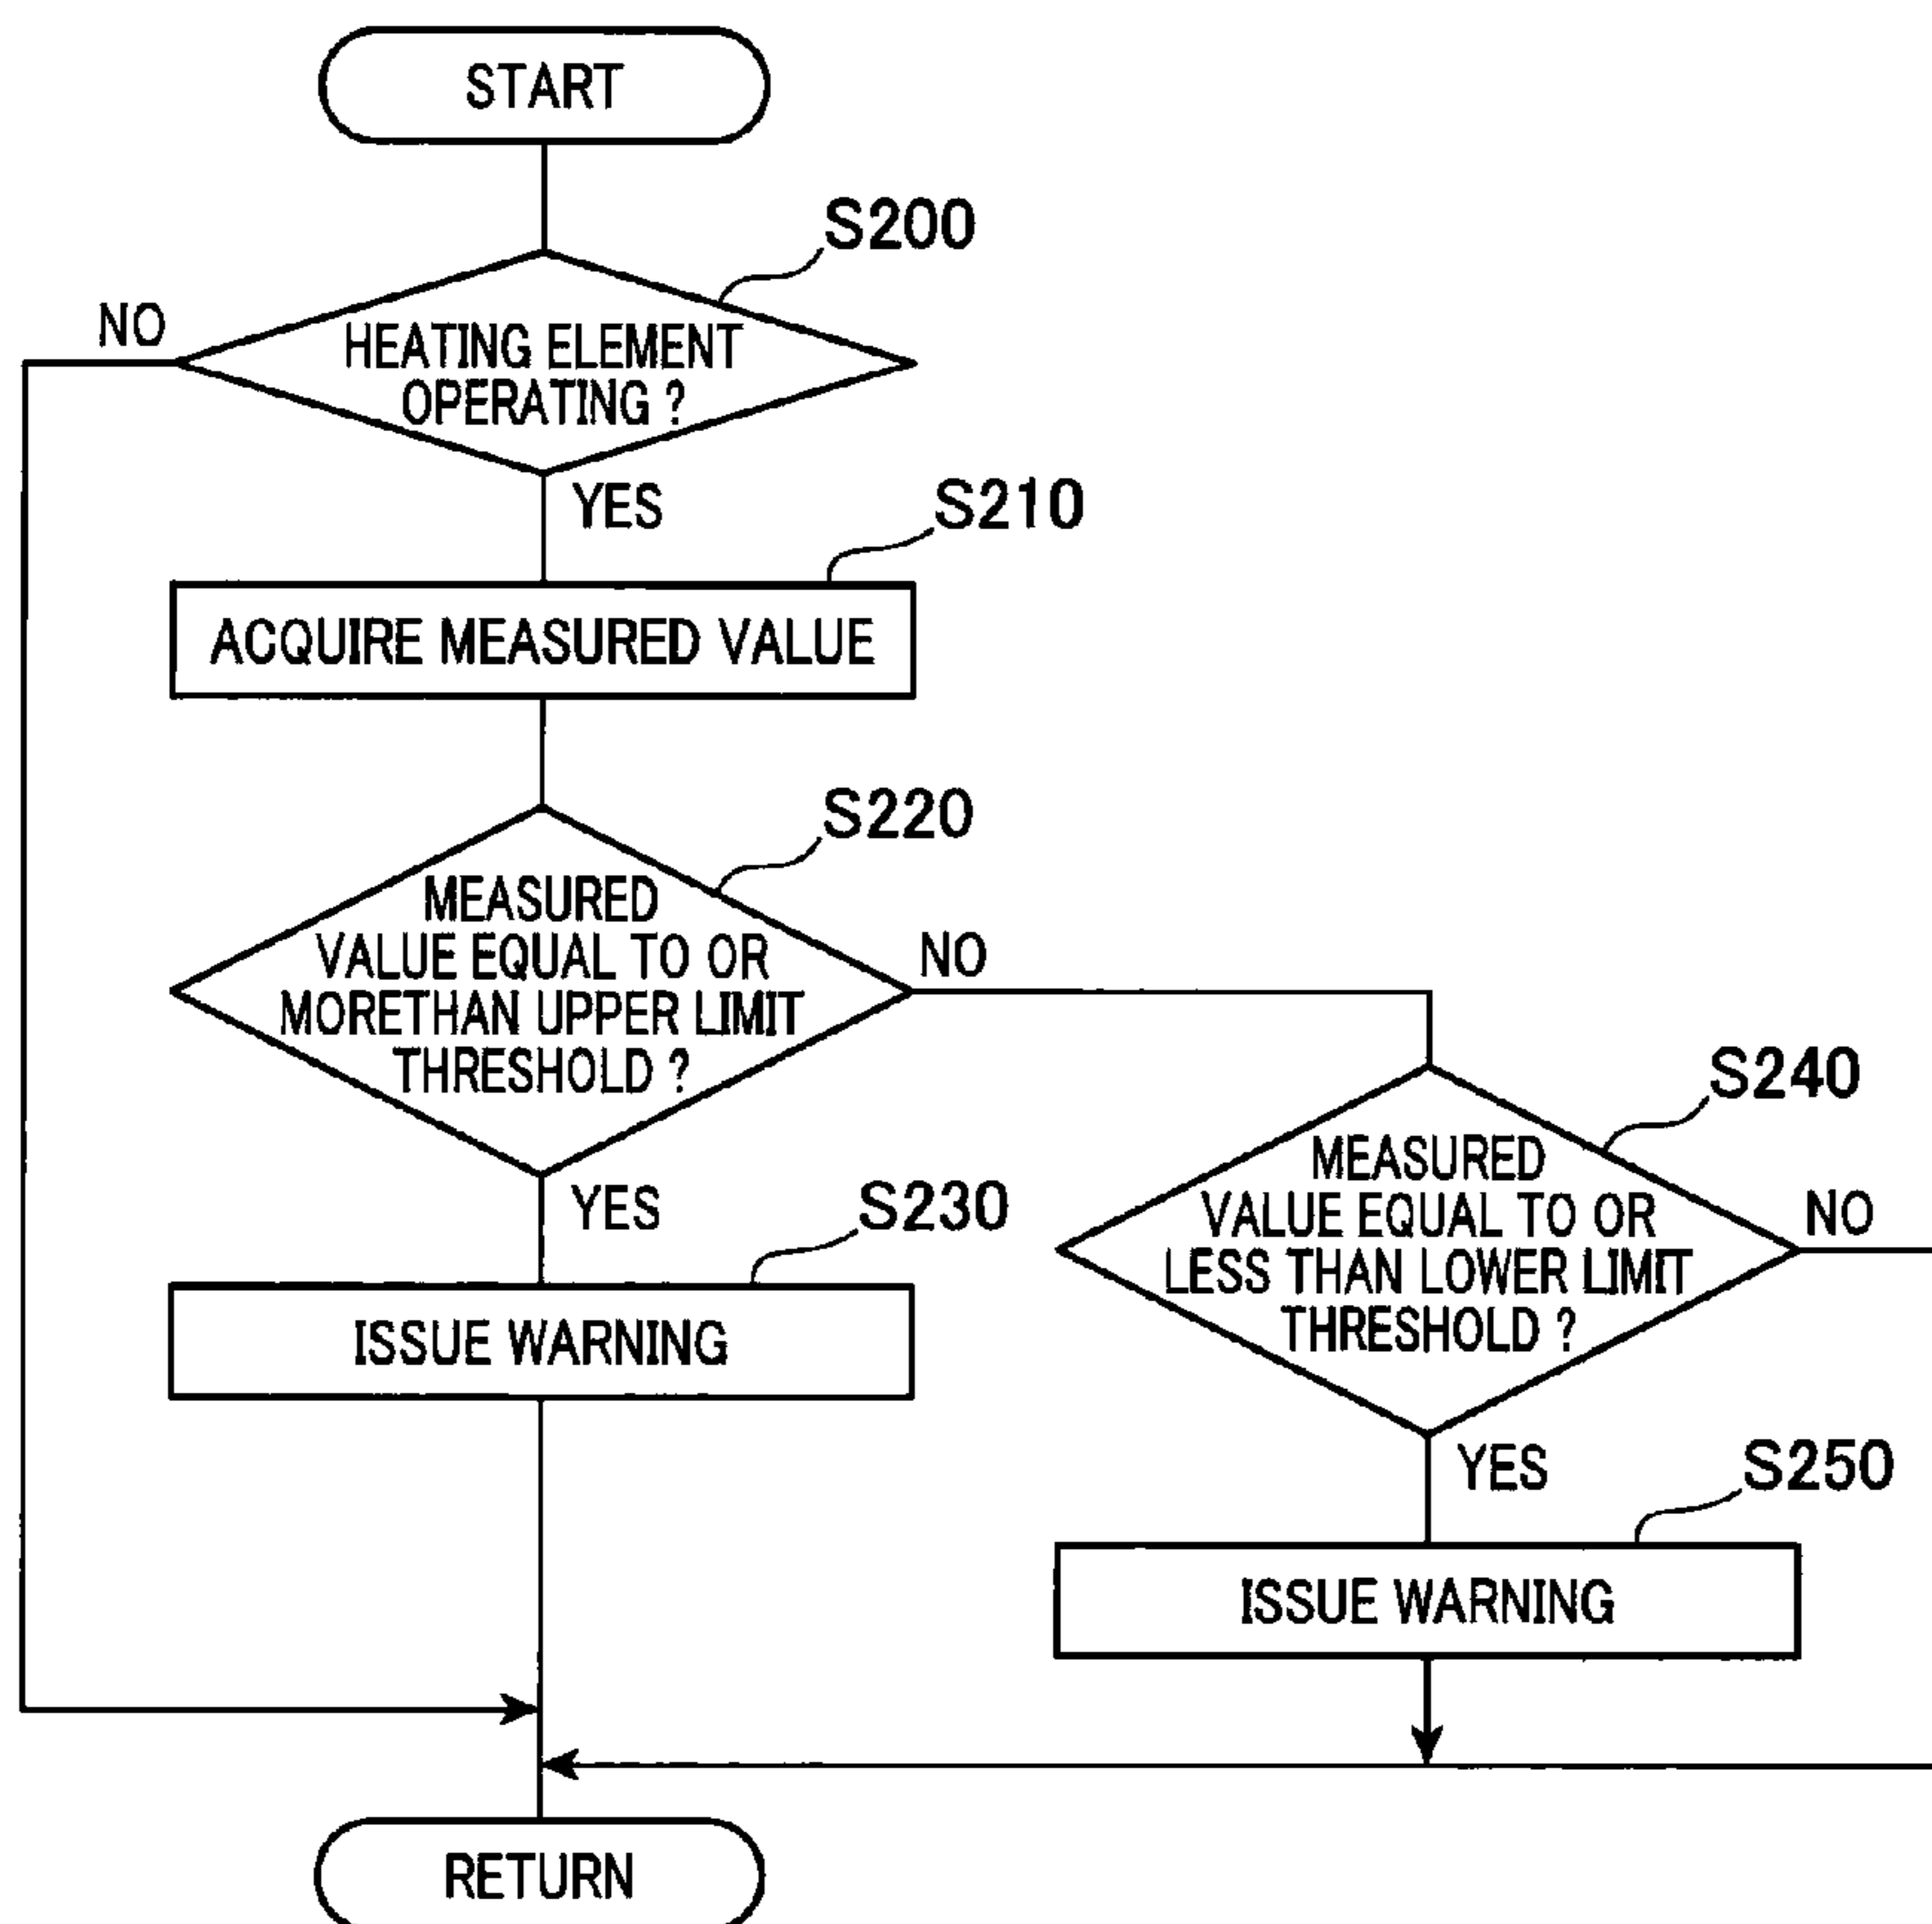 START
S200
NO
HEATING ELEMENT
OPERATING ?
YES
S210
ACQUIRE MEASURED VALUE
S220
MEASURED
VALUE EQUAL TO OR
MORETHAN UPPER LIMIT
THRESHOLD ?
NO
YES
S230
ISSUE WARNING
S240
MEASURED
VALUE EQUAL TO OR
LESS THAN LOWER LIMIT
THRESHOLD ?
NO
YES
S250
ISSUE WARNING
RETURN